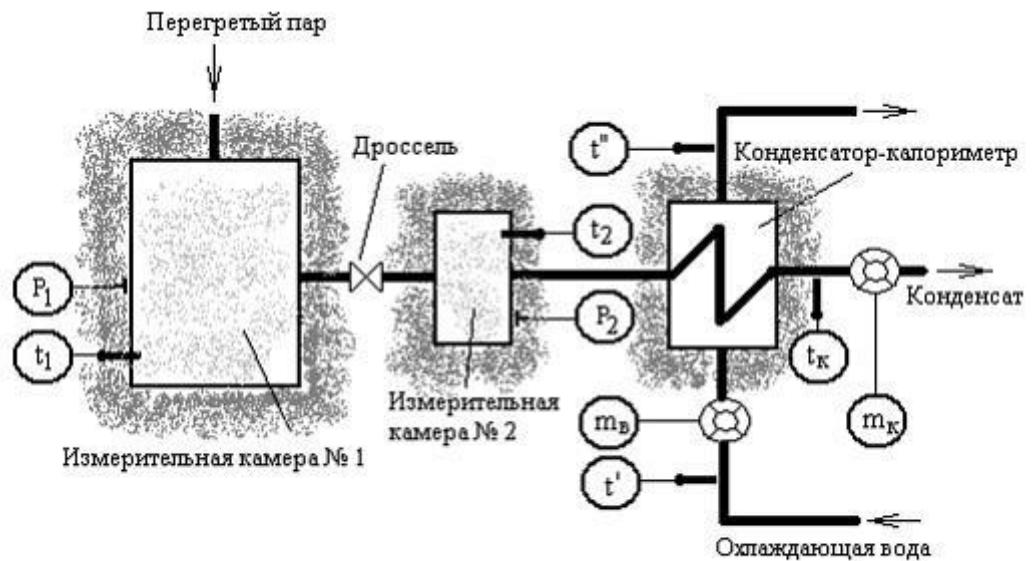 Перегретый пар
Дроссель
t"
Конденсатор-калориметр
t₂
P₁
P₂
Конденсат
t₁
tк
Измерительная
камера № 2
mв
mк
Измерительная камера № 1
t'
Охлаждающая вода